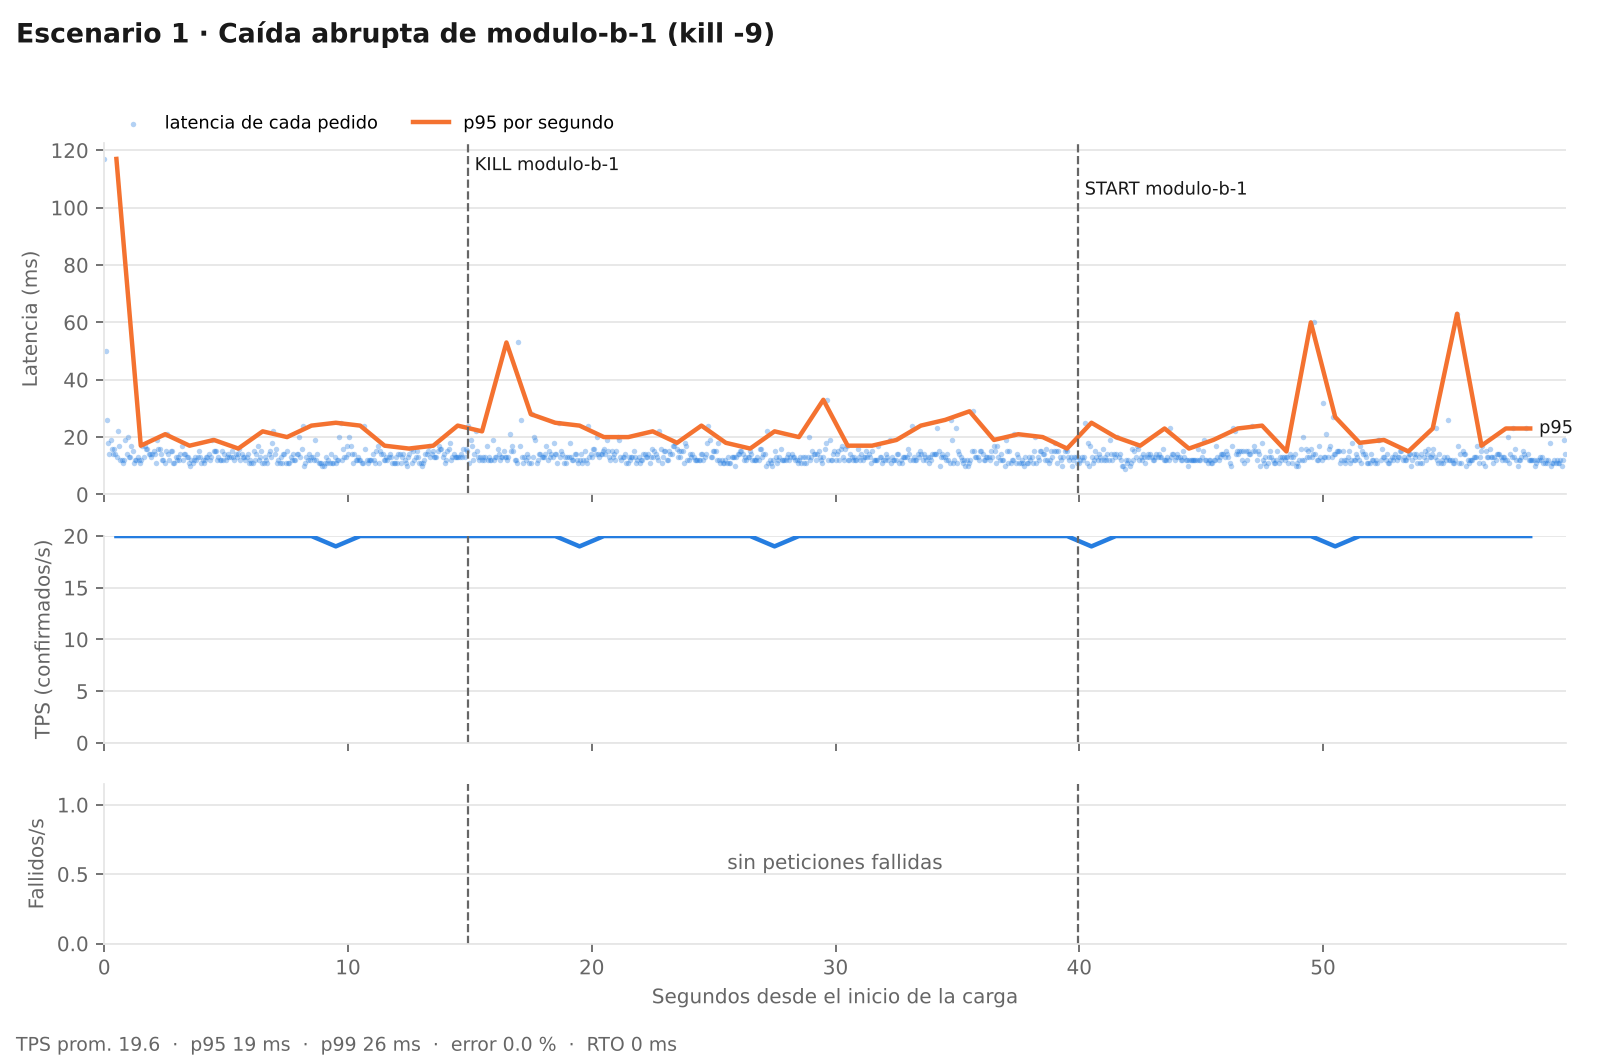 Escenario 1 · Caída abrupta de modulo-b-1 (kill -9)
latencia de cada pedido
p95 por segundo
120
100
80
60
40
20
0
Latencia (ms)
KILL modulo-b-1
START modulo-b-1
p95
20
15
10
5
0
TPS (confirmados/s)
1.0
0.5
0.0
Fallidos/s
sin peticiones fallidas
0
10
20
30
40
50
Segundos desde el inicio de la carga
TPS prom. 19.6 · p95 19 ms · p99 26 ms · error 0.0 % · RTO 0 ms